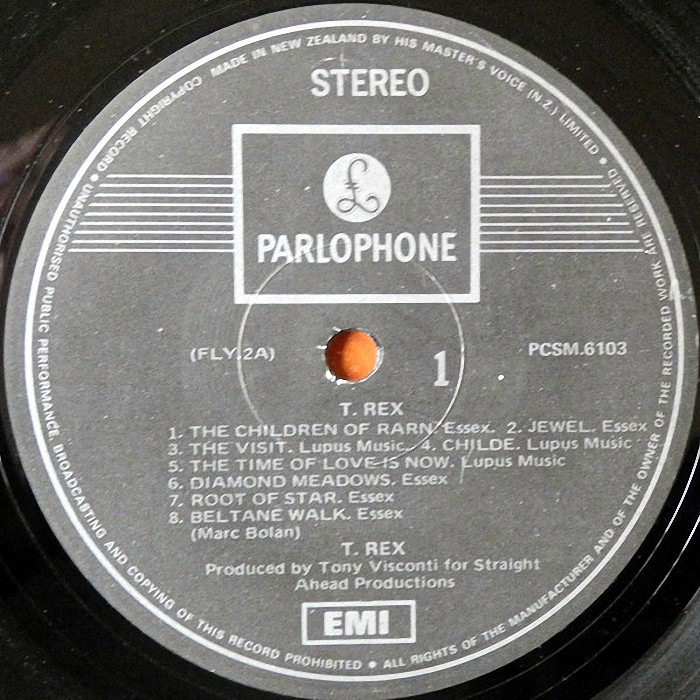 COPYRIGHT RECORD MADE IN NEW ZEALAND BY HIS MASTER'S VOICE (N.Z.) LIMITED ● ALL RIGHTS OF THE MANUFACTURER AND OF THE OWNER OF THE RECORDED WORK ARE RESERVED
● UNAUTHORISED PUBLIC PERFORMANCE, BROADCASTING AND COPYING OF THIS RECORD PROHIBITED ●
STEREO
£
PARLOPHONE
(FLY.2A) 1 PCSM.6103
T. REX
1. THE CHILDREN OF RARN. Essex. 2. JEWEL. Essex
3. THE VISIT. Lupus Music. 4. CHILDE. Lupus Music
5. THE TIME OF LOVE IS NOW. Lupus Music
6. DIAMOND MEADOWS. Essex
7. ROOT OF STAR. Essex
8. BELTANE WALK. Essex
(Marc Bolan)
T. REX
Produced by Tony Visconti for Straight
Ahead Productions
EMI